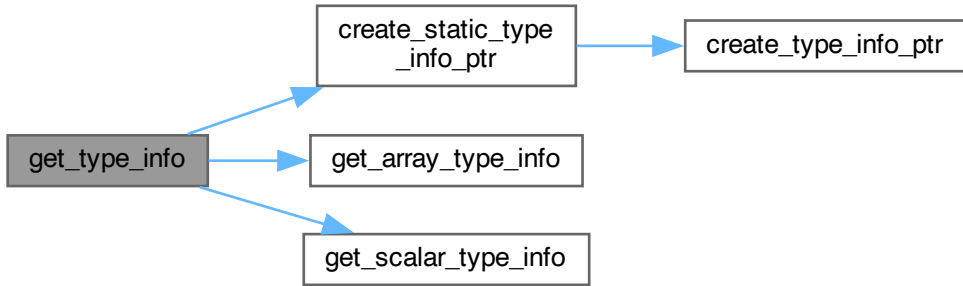 create_static_type
_info_ptr
create_type_info_ptr
get_type_info
get_array_type_info
get_scalar_type_info